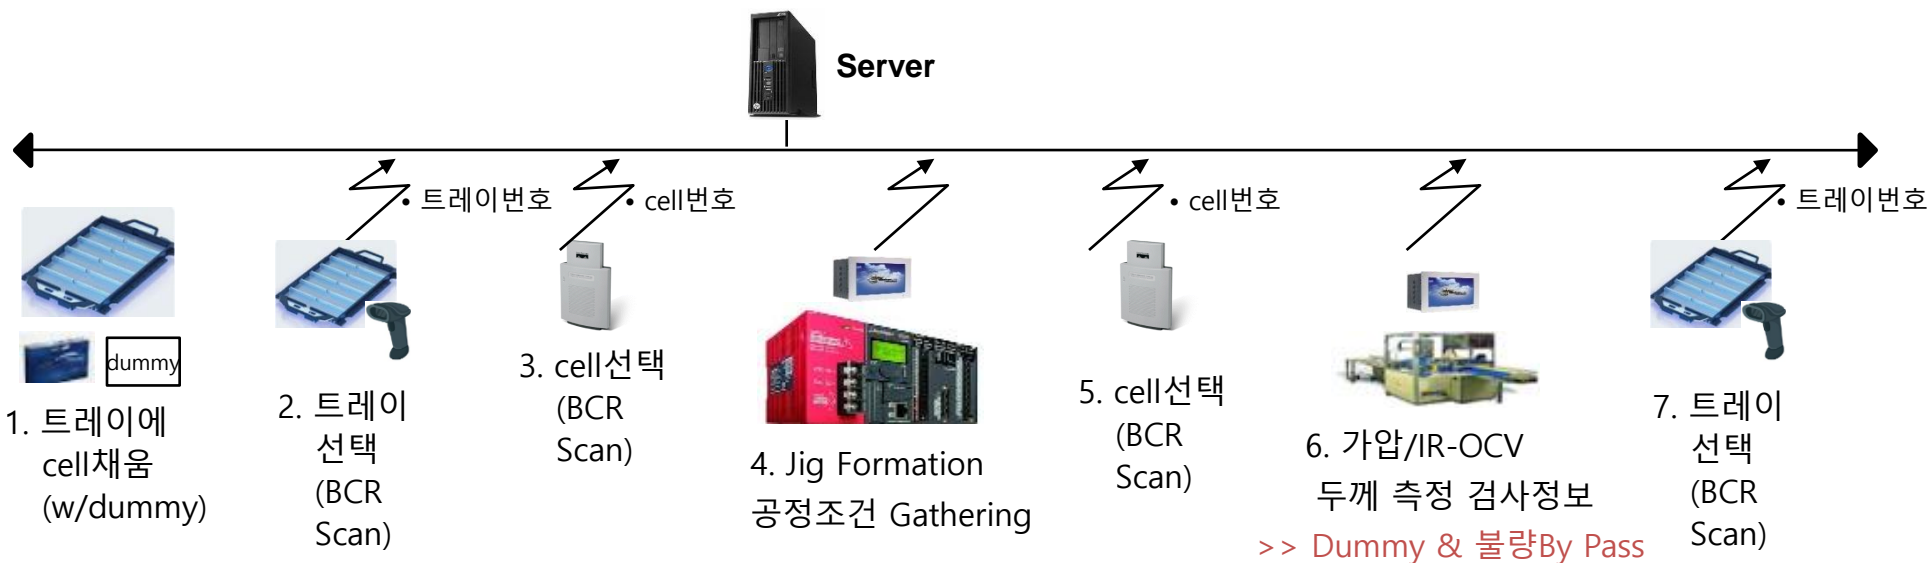 Server
• 트레이번호
• cell번호
• cell번호
• 트레이번호
dummy
1. 트레이에
cell채움
(w/dummy)
2. 트레이
선택
(BCR
Scan)
3. cell선택
(BCR
Scan)
4. Jig Formation
공정조건 Gathering
5. cell선택
(BCR
Scan)
6. 가압/IR-OCV
두께 측정 검사정보
>> Dummy & 불량By Pass
7. 트레이
선택
(BCR
Scan)